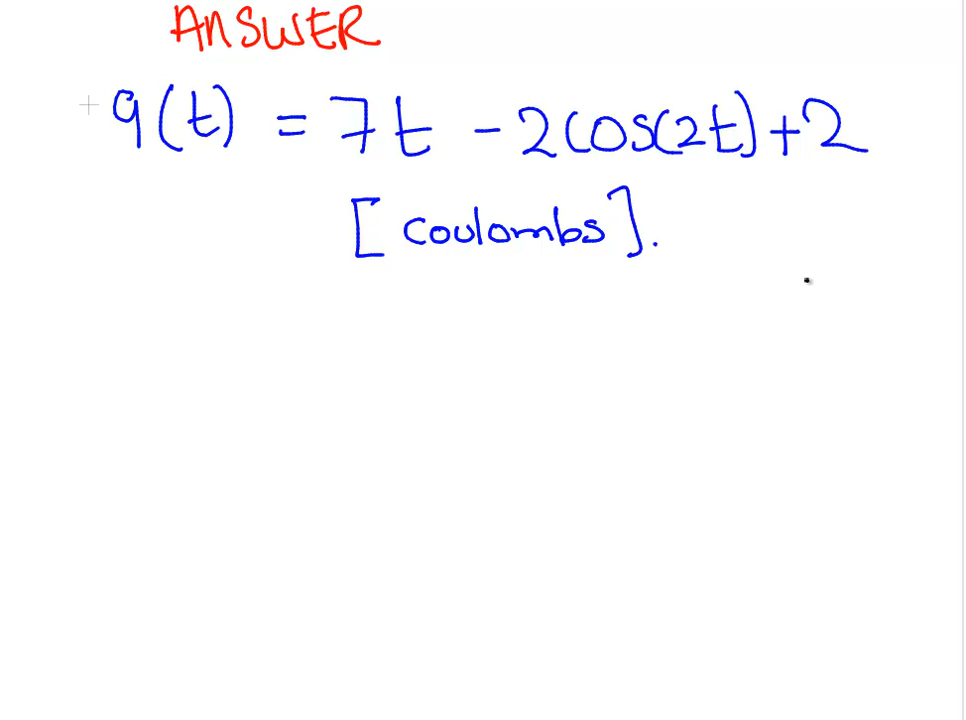 ANSWER
q(t) = 7t - 2cos(2t)+2
[coulombs].